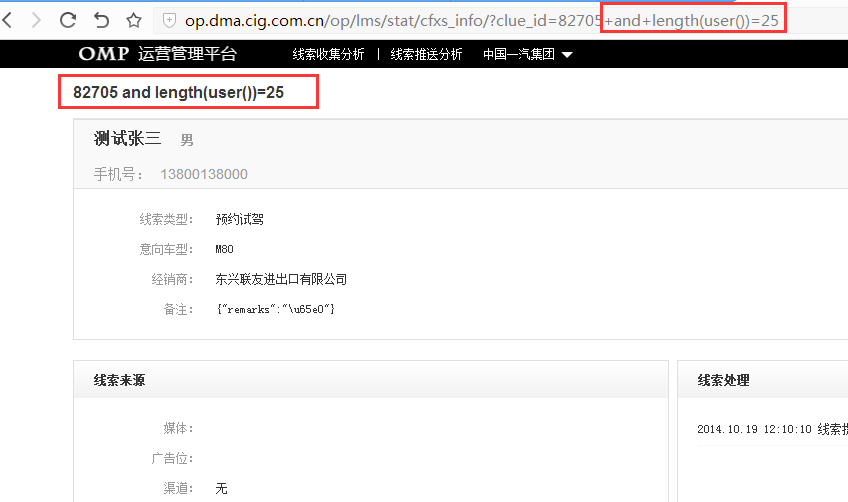 op.dma.cig.com.cn/op/lms/stat/cfxs_info/?clue_id=82705+and+length(user())=25
OMP 运营管理平台 线索收集分析 | 线索推送分析 中国一汽集团
82705 and length(user())=25
测试张三 男
手机号： 13800138000
线索类型： 预约试驾
意向车型： M80
经销商： 东兴联友进出口有限公司
备注： {"remarks":"\u65e0"}
线索来源
媒体：
广告位：
渠道： 无
线索处理
2014.10.19 12:10:10 线索